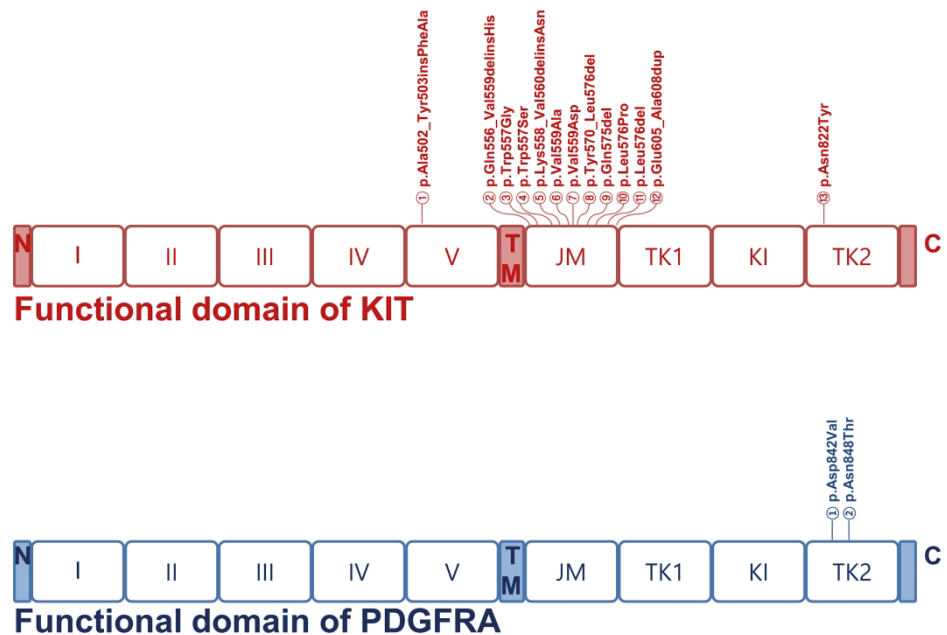 ① p.Ala502_Tyr503insPheAla
② p.Gln556_Val559delinsHis
③ p.Trp557Gly
④ p.Trp557Ser
⑤ p.Lys558_Val560delinsAsn
⑥ p.Val559Ala
⑦ p.Val559Asp
⑧ p.Tyr570_Leu576del
⑨ p.Gln575del
⑩ p.Leu576Pro
⑪ p.Leu576del
⑫ p.Glu605_Ala608dup
⑬ p.Asn822Tyr
N I II III IV V TM JM TK1 KI TK2 C
Functional domain of KIT
① p.Asp842Val
② p.Asn848Thr
N I II III IV V TM JM TK1 KI TK2 C
Functional domain of PDGFRA